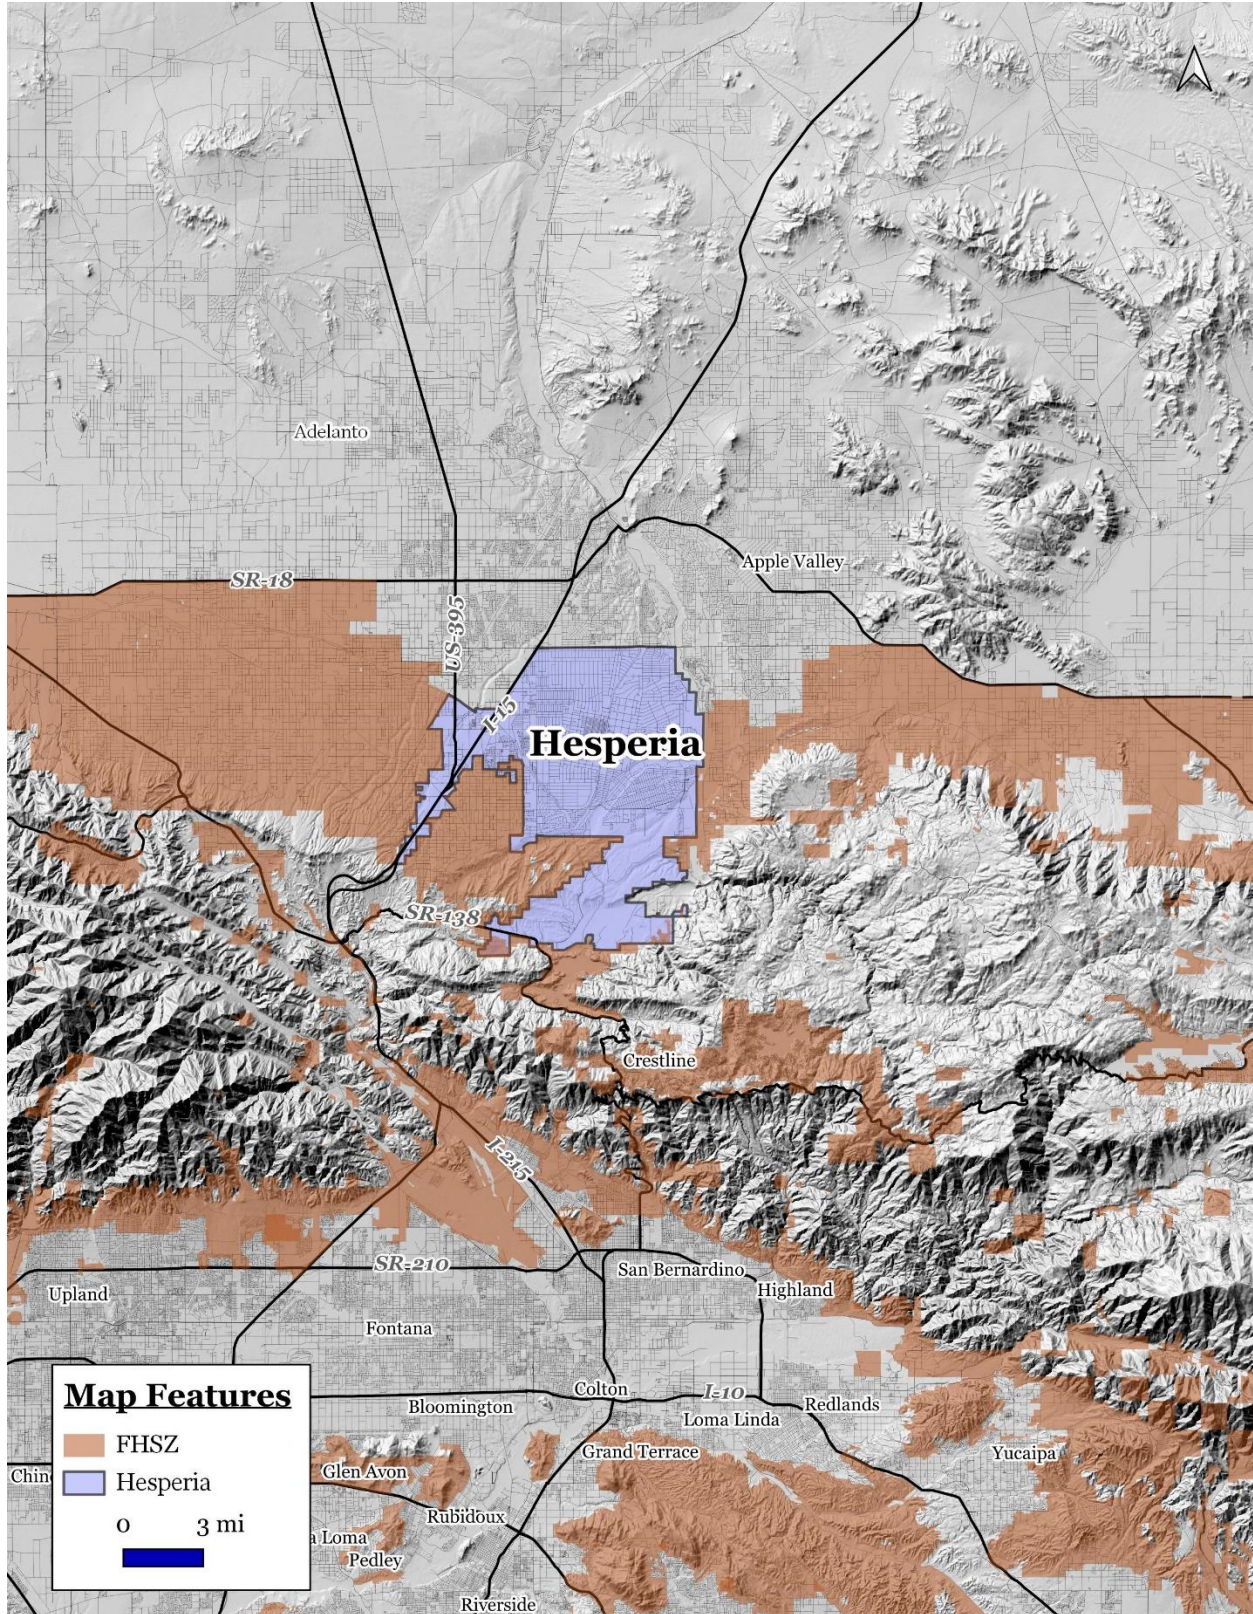 Adelanto
Apple Valley
SR-18
US-395
I-15
Hesperia
SR-138
Crestline
I-215
SR-210
San Bernardino
Highland
Upland
Fontana
Map Features
FHSZ
Hesperia
0 3 mi
Colton
I-10
Bloomington
Loma Linda
Redlands
Grand Terrace
Yucaipa
Chin
Glen Avon
Rubidoux
a Loma
Pedley
Riverside